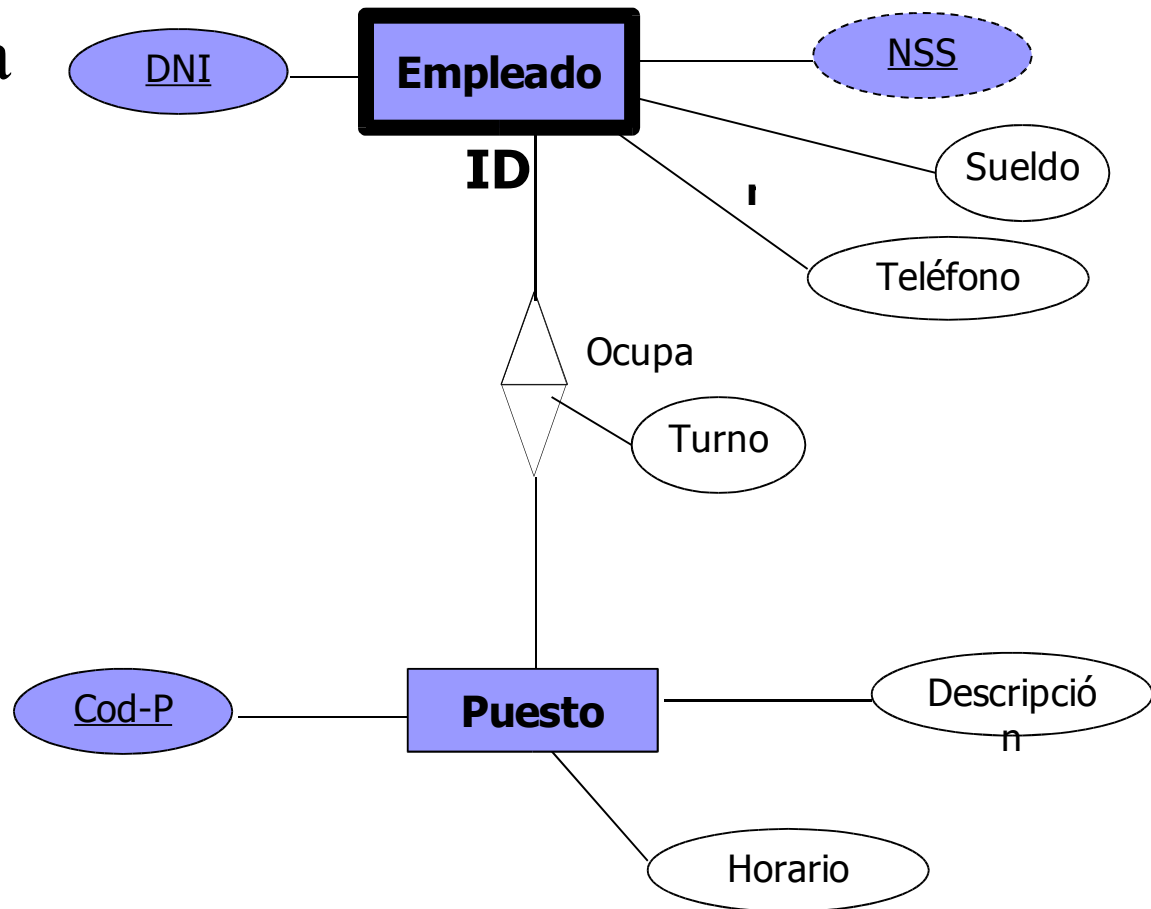 a
DNI
Empleado
NSS
ID
Sueldo
Teléfono
Ocupa
Turno
Cod-P
Puesto
Descripció
n
Horario